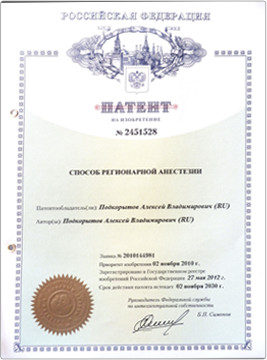 РОССИЙСКАЯ ФЕДЕРАЦИЯ
ПАТЕНТ
НА ИЗОБРЕТЕНИЕ
№ 2451528
СПОСОБ РЕГИОНАРНОЙ АНЕСТЕЗИИ
Патентообладатель(ли): Подкорытов Алексей Владимирович (RU)
Автор(ы): Подкорытов Алексей Владимирович (RU)
Заявка № 2010144981
Приоритет изобретения 02 ноября 2010 г.
Зарегистрировано в Государственном реестре
изобретений Российской Федерации 27 мая 2012 г.
Срок действия патента истекает 02 ноября 2030 г.
Руководитель Федеральной службы
по интеллектуальной собственности
Б.П. Симонов